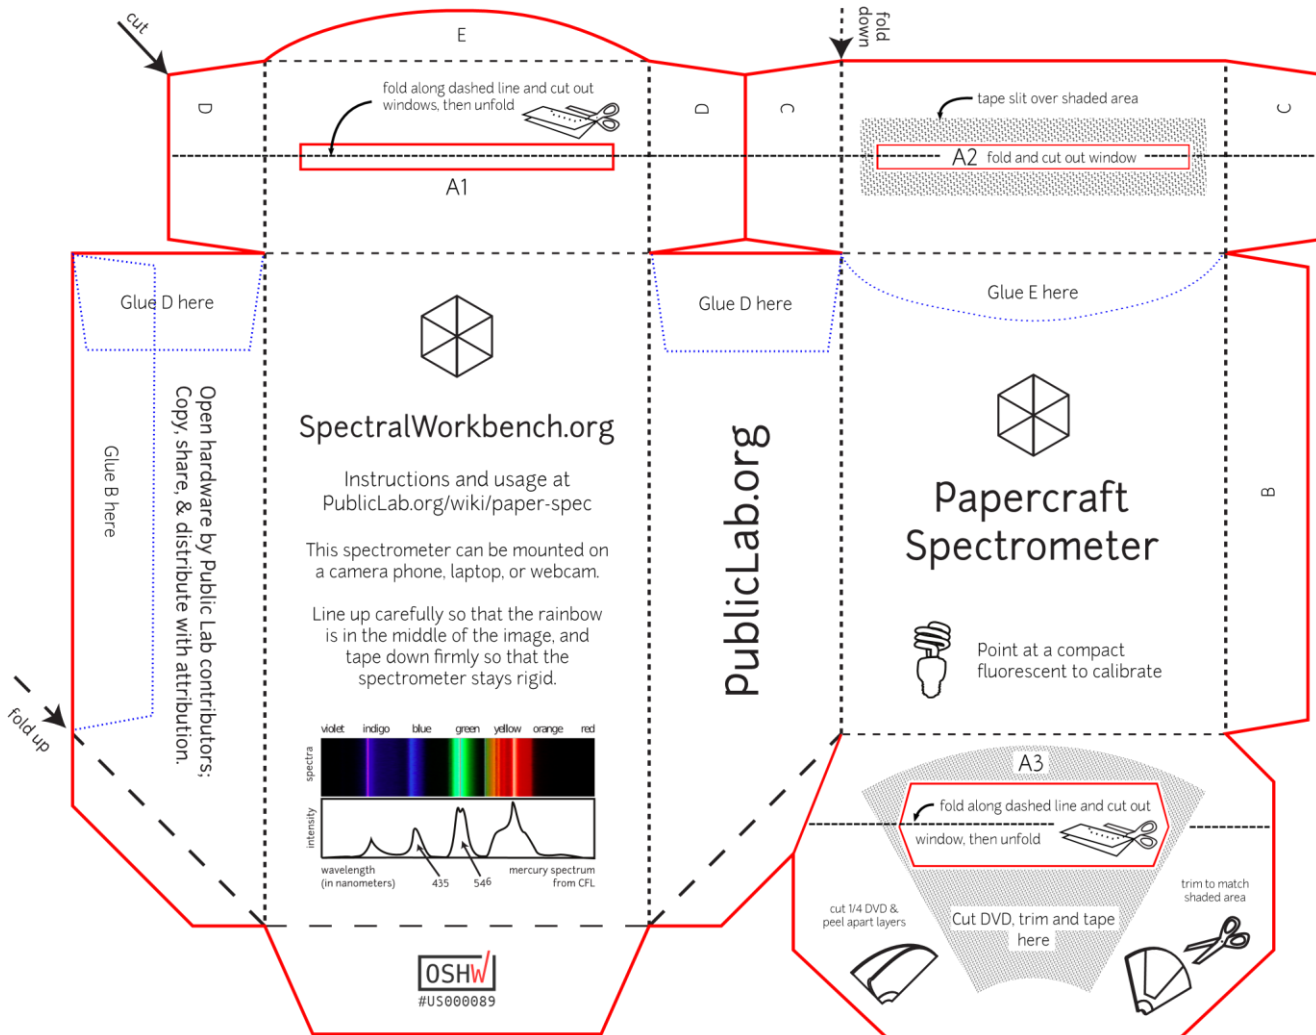 cut
fold
down
E
D
fold along dashed line and cut out
windows, then unfold
D
C
tape slit over shaded area
C
A2 fold and cut out window
A1
Glue D here
Glue D here
Glue E here
Glue B here
Open hardware by Public Lab contributors;
Copy, share, & distribute with attribution.
SpectralWorkbench.org
Instructions and usage at
PublicLab.org/wiki/paper-spec
This spectrometer can be mounted on
a camera phone, laptop, or webcam.
Line up carefully so that the rainbow
is in the middle of the image, and
tape down firmly so that the
spectrometer stays rigid.
PublicLab.org
Papercraft
Spectrometer
B
Point at a compact
fluorescent to calibrate
fold up
violet indigo blue green yellow orange red
spectra
intensity
wavelength
(in nanometers)
435
546
mercury spectrum
from CFL
A3
fold along dashed line and cut out
window, then unfold
cut 1/4 DVD &
peel apart layers
Cut DVD, trim and tape
here
trim to match
shaded area
OSHW
#US000089